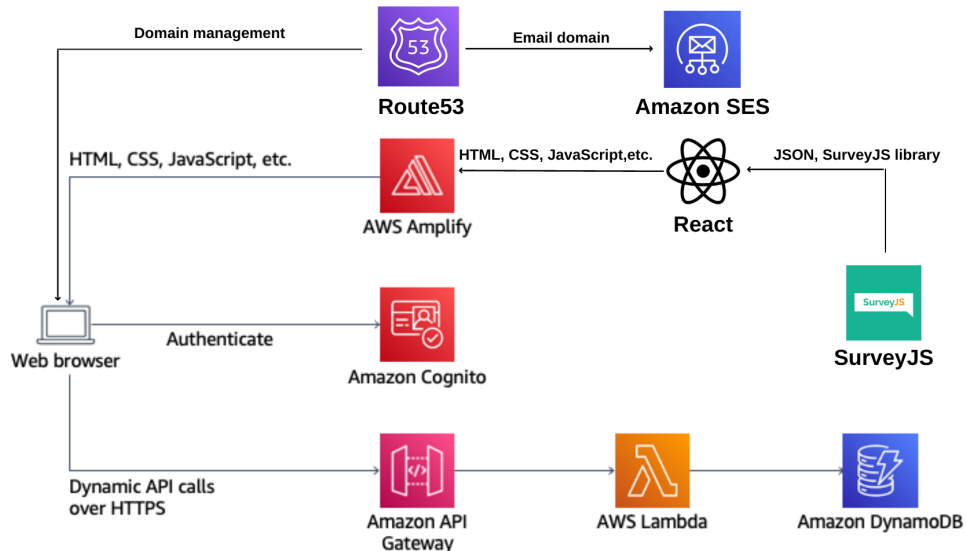 Domain management
53
Email domain
Route53
Amazon SES
HTML, CSS, JavaScript, etc.
HTML, CSS, JavaScript,etc.
JSON, SurveyJS library
AWS Amplify
React
SurveyJS
SurveyJS
Web browser
Authenticate
Amazon Cognito
Dynamic API calls
over HTTPS
</>
Amazon API
Gateway
AWS Lambda
Amazon DynamoDB